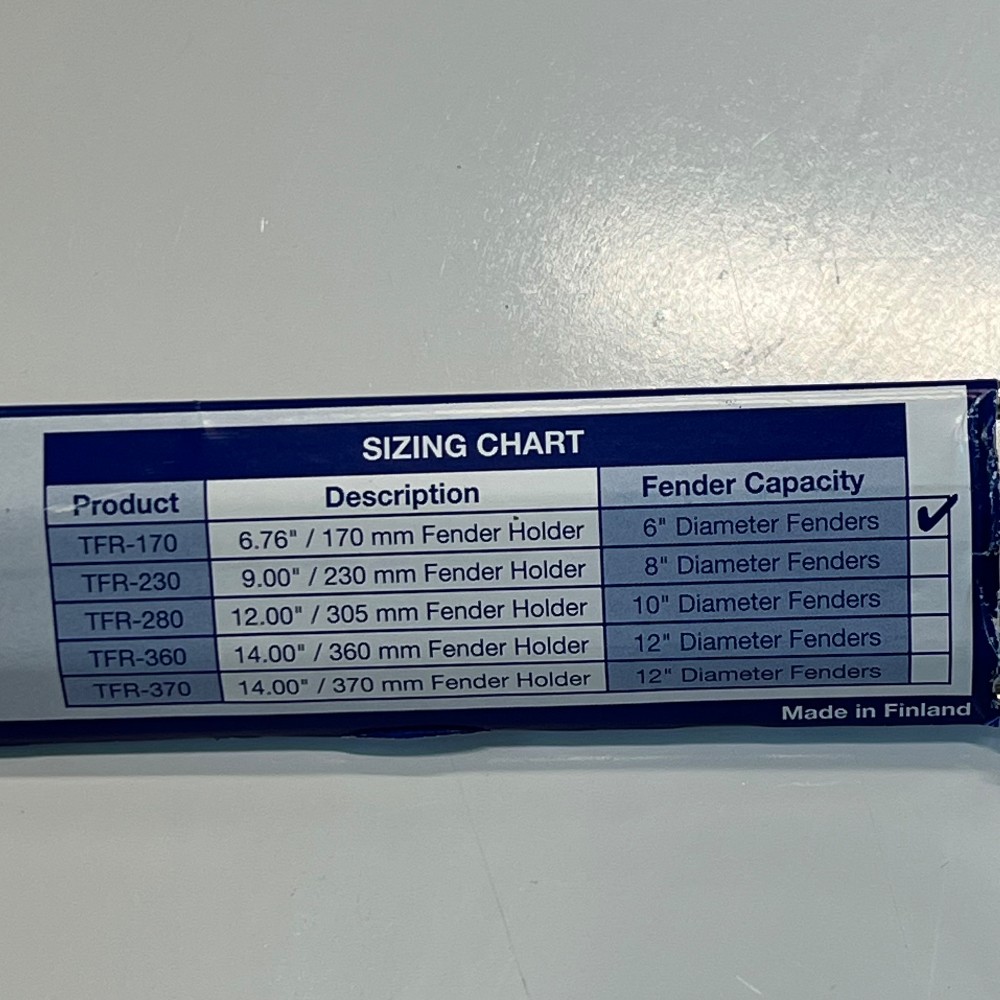 SIZING CHART
Product Description Fender Capacity
TFR-170 6.76" / 170 mm Fender Holder 6" Diameter Fenders ✓
TFR-230 9.00" / 230 mm Fender Holder 8" Diameter Fenders
TFR-280 12.00" / 305 mm Fender Holder 10" Diameter Fenders
TFR-360 14.00" / 360 mm Fender Holder 12" Diameter Fenders
TFR-370 14.00" / 370 mm Fender Holder 12" Diameter Fenders
Made in Finland